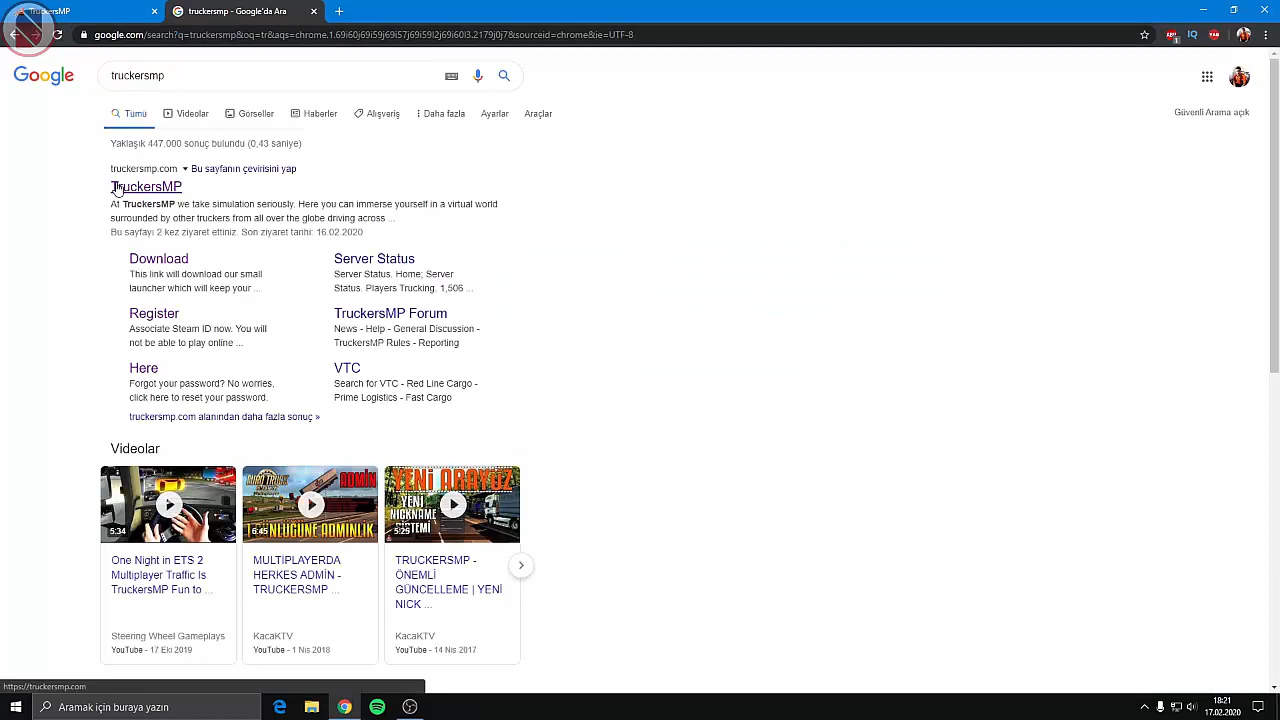 TruckersMP
truckersmp - Google'da Ara
google.com/search?q=truckersmp&oq=tr&aqs=chrome.1.69i60j69i59j69i57j69i59l2j69i60l3.2179j0j7&sourceid=chrome&ie=UTF-8
Google
truckersmp
Tümü Videolar Görseller Haberler Alışveriş Daha fazla Ayarlar Araçlar
Güvenli Arama açık
Yaklaşık 447.000 sonuç bulundu (0,43 saniye)
truckersmp.com Bu sayfanın çevirisini yap
TruckersMP
At TruckersMP we take simulation seriously. Here you can immerse yourself in a virtual world
surrounded by other truckers from all over the globe driving across ...
Bu sayfayı 2 kez ziyaret ettiniz. Son ziyaret tarihi: 16.02.2020
Download
This link will download our small
launcher which will keep your ...
Server Status
Server Status. Home; Server
Status. Players Trucking. 1,506 ...
Register
Associate Steam ID now. You will
not be able to play online ...
TruckersMP Forum
News - Help - General Discussion -
TruckersMP Rules - Reporting
Here
Forgot your password? No worries,
click here to reset your password.
VTC
Search for VTC - Red Line Cargo -
Prime Logistics - Fast Cargo
truckersmp.com alanından daha fazla sonuç »
Videolar
5:34
ADMİN
6:45
NLÜĞÜNE ADMINLIK
YENİ ARAYÜZ
YENİ
NICKNAME
SİSTEMİ
5:29
One Night in ETS 2
Multiplayer Traffic Is
TruckersMP Fun to ...
Steering Wheel Gameplays
YouTube - 17 Eki 2019
MULTİPLAYERDA
HERKES ADMİN -
TRUCKERSMP ...
KacaKTV
YouTube - 1 Nis 2018
TRUCKERSMP -
ÖNEMLİ
GÜNCELLEME | YENİ
NICK ...
KacaKTV
YouTube - 14 Nis 2017
https://truckersmp.com
Aramak için buraya yazın
18:21
17.02.2020